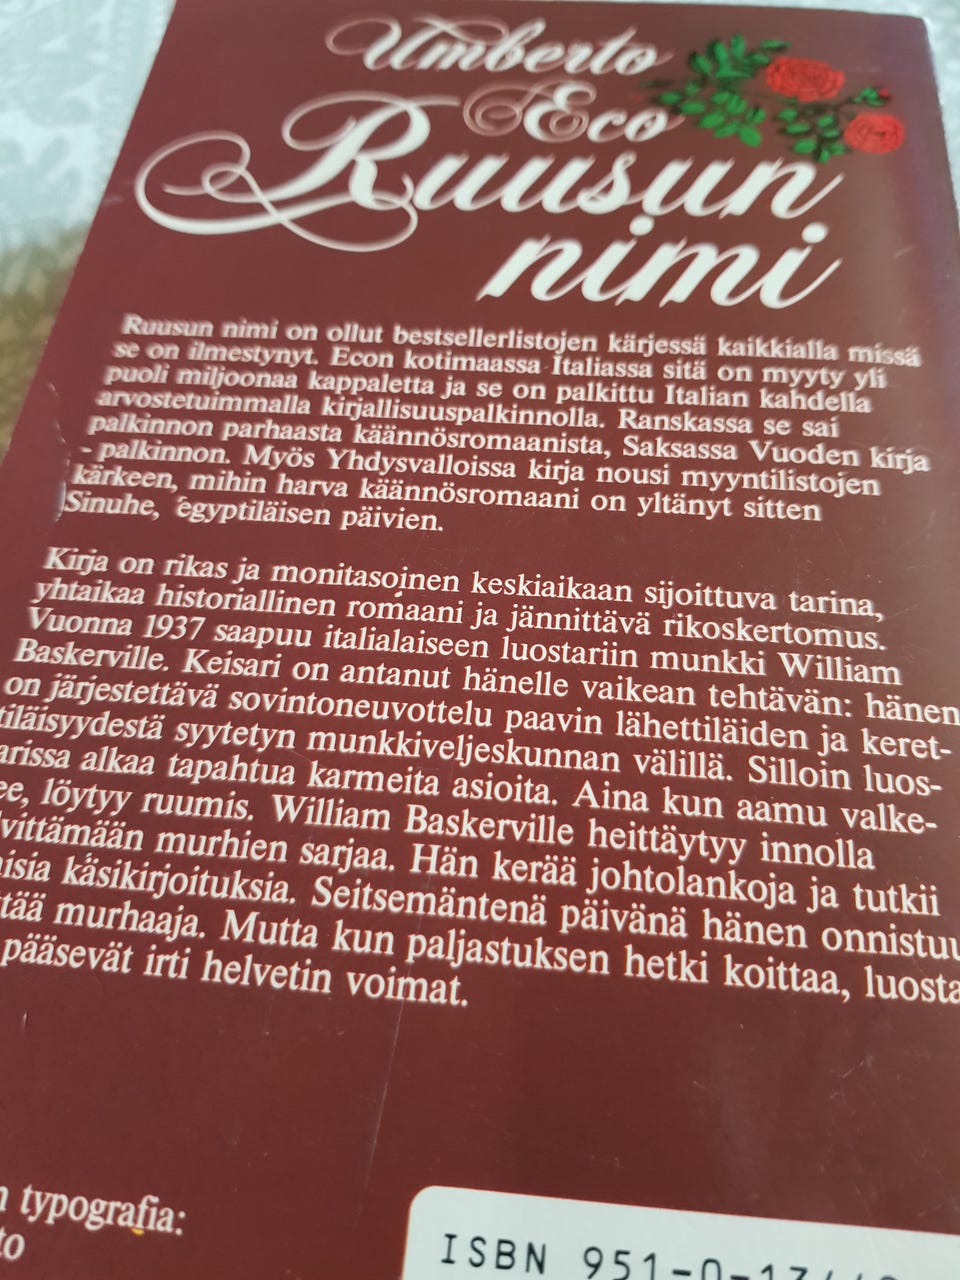 Umberto
Eco
Ruusun
nimi
Ruusun nimi on ollut bestsellerlistojen kärjessä kaikkialla missä
se on ilmestynyt. Econ kotimaassa Italiassa sitä on myyty yli
puoli miljoonaa kappaletta ja se on palkittu Italian kahdella
arvostetuimmalla kirjallisuuspalkinnolla. Ranskassa se sai
palkinnon parhaasta käännösromaanista, Saksassa Vuoden kirja
- palkinnon. Myös Yhdysvalloissa kirja nousi myyntilistojen
kärkeen, mihin harva käännösromaani on yltänyt sitten
Sinuhe, egyptiläisen päivien.
Kirja on rikas ja monitasoinen keskiaikaan sijoittuva tarina,
yhtaikaa historiallinen romaani ja jännittävä rikoskertomus.
Vuonna 1937 saapuu italialaiseen luostariin munkki William
Baskerville. Keisari on antanut hänelle vaikean tehtävän: hänen
on järjestettävä sovintoneuvottelu paavin lähettiläiden ja keret-
tiläisyydestä syytetyn munkkiveljeskunnan välillä. Silloin luos-
arissa alkaa tapahtua karmeita asioita. Aina kun aamu valke-
ee, löytyy ruumis. William Baskerville heittäytyy innolla
lvittämään murhien sarjaa. Hän kerää johtolankoja ja tutkii
isia käsikirjoituksia. Seitsemäntenä päivänä hänen onnistuu
tää murhaaja. Mutta kun paljastuksen hetki koittaa, luosta
pääsevät irti helvetin voimat.
n typografia:
to
ISBN 951-0-13